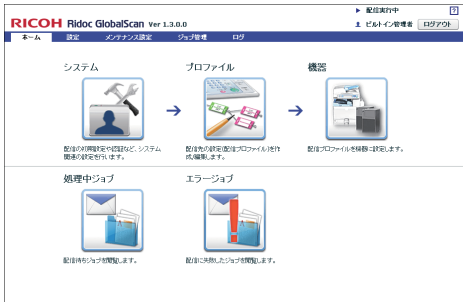 ▶ 配信実行中 ?
RICOH Ridoc GlobalScan Ver 1.3.0.0
ビルトイン管理者 ログアウト
ホーム 設定 メンテナンス設定 ジョブ管理 ログ
システム プロファイル 機器
配信の初期設定や認証など、システム関連の設定を行います。
配信先の設定(配信プロファイル)を作成/編集します。
配信プロファイルを機器に設定します。
処理中ジョブ エラージョブ
配信待ちジョブを閲覧します。 配信に失敗したジョブを閲覧します。